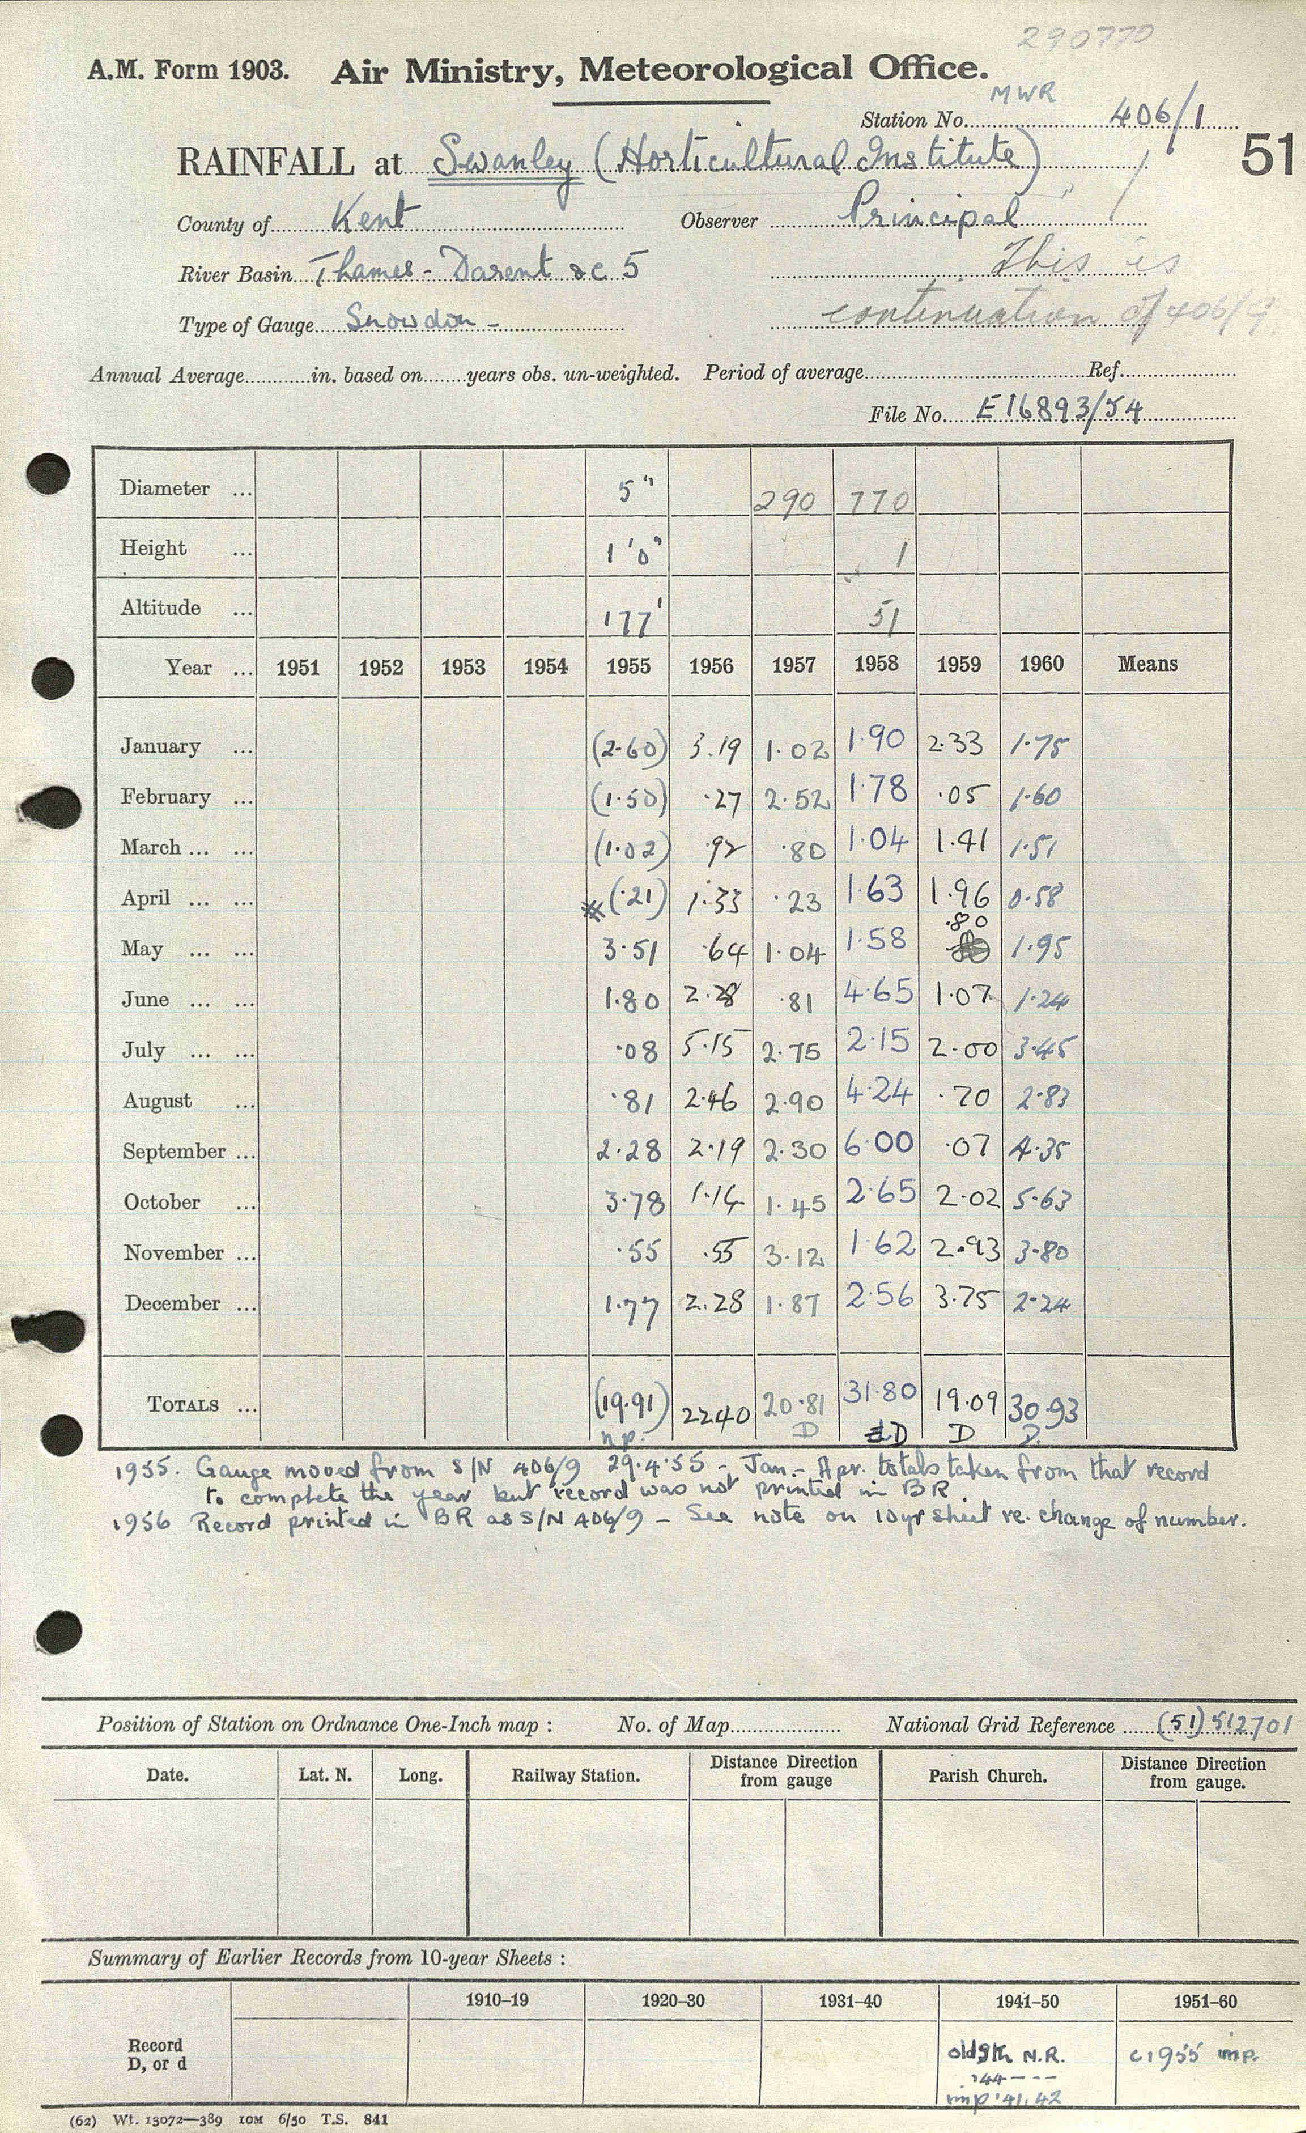 290770
A.M. Form 1903. Air Ministry, Meteorological Office.
MWR
Station No. 406/1
RAINFALL at Swanley (Horticultural Institute)
51
County of Kent Observer Principal
River Basin Thames - Darent &c 5 This is
Type of Gauge Snowdon - continuation of 406/9
Annual Average in. based on years obs. un-weighted. Period of average Ref.
File No. E16893/54
Diameter ... 5" 290 770
Height ... 1'0" 1
Altitude ... 177' 51
Year ... 1951 1952 1953 1954 1955 1956 1957 1958 1959 1960 Means
January ... (2.60) 3.19 1.02 1.90 2.33 1.75
February ... (1.50) .27 2.52 1.78 .05 1.60
March ... ... (1.02) .92 .80 1.04 1.41 1.51
April ... ... * (.21) 1.33 .23 1.63 1.96 0.58
May ... ... 3.51 .64 1.04 1.58 .80 1.95
June ... ... 1.80 2.28 .81 4.65 1.07 1.24
July ... ... .08 5.15 2.75 2.15 2.00 3.45
August ... .81 2.46 2.90 4.24 .70 2.83
September ... 2.28 2.19 2.30 6.00 .07 4.35
October ... 3.78 1.14 1.45 2.65 2.02 5.63
November ... .55 .55 3.12 1.62 2.93 3.80
December ... 1.77 2.28 1.87 2.56 3.75 2.24
TOTALS ... (19.91) 22.40 20.81 31.80 19.09 30.93
n.p. D D D D.
1955. Gauge moved from S/N 406/9 29.4.55 - Jan.- Apr. totals taken from that record
to complete the year but record was not printed in BR.
1956 Record printed in BR as S/N 406/9 - See note on 10yr sheet re. change of number.
Position of Station on Ordnance One-Inch map : No. of Map National Grid Reference (51) 512701
Date. Lat. N. Long. Railway Station. Distance Direction from gauge Parish Church. Distance Direction from gauge.
Summary of Earlier Records from 10-year Sheets :
1910–19 1920–30 1931–40 1941–50 1951–60
Record
D, or d
N.R. c1955 imp.
'44 - - -
imp '41, 42
(62) Wt. 13072—389 10M 6/50 T.S. 841